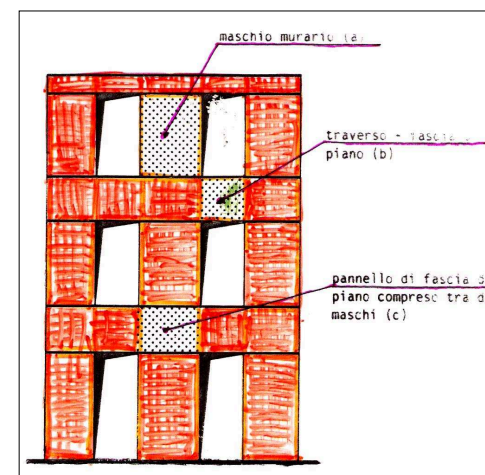 maschio murario (a)
traverso - fascia
piano (b)
pannello di fascia d
piano compreso tra d
maschi (c)